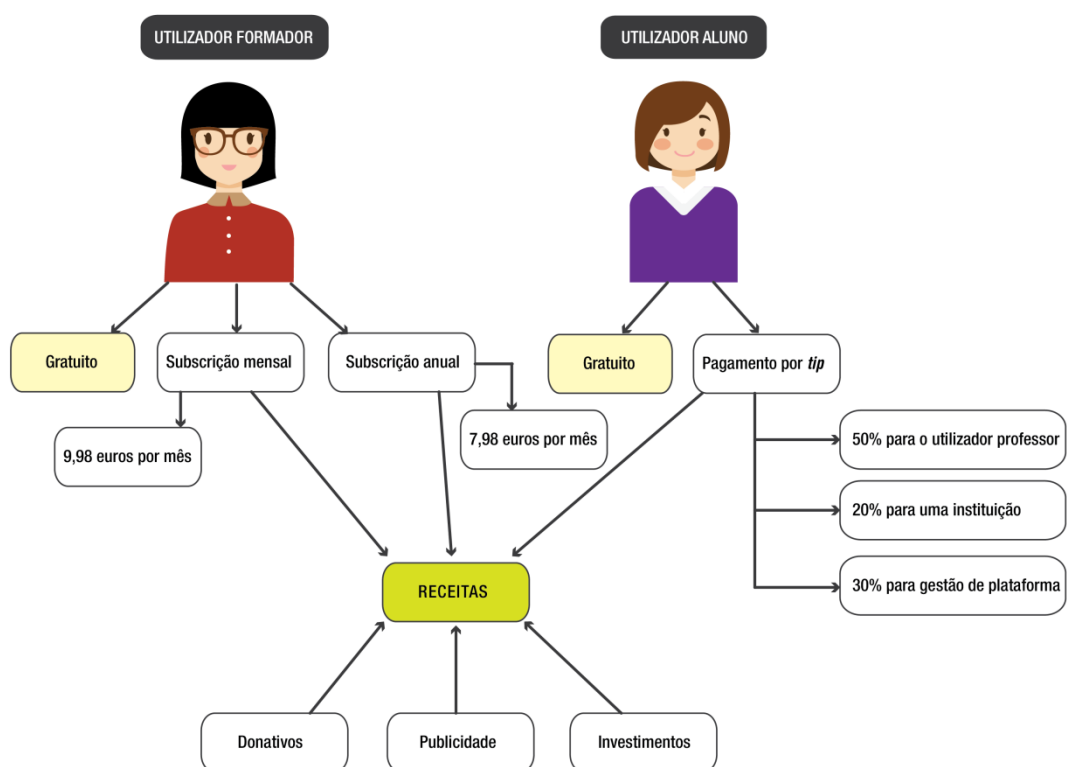 UTILIZADOR FORMADOR
UTILIZADOR ALUNO
Gratuito
Subscrição mensal
Subscrição anual
Gratuito
Pagamento por tip
9,98 euros por mês
7,98 euros por mês
50% para o utilizador professor
20% para uma instituição
30% para gestão de plataforma
RECEITAS
Donativos
Publicidade
Investimentos